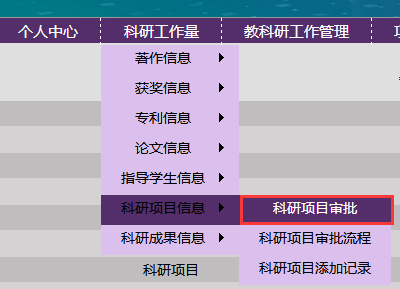 个人中心 科研工作量 教科研工作管理
著作信息
获奖信息
专利信息
论文信息
指导学生信息
科研项目信息 科研项目审批
科研成果信息 科研项目审批流程
科研项目 科研项目添加记录